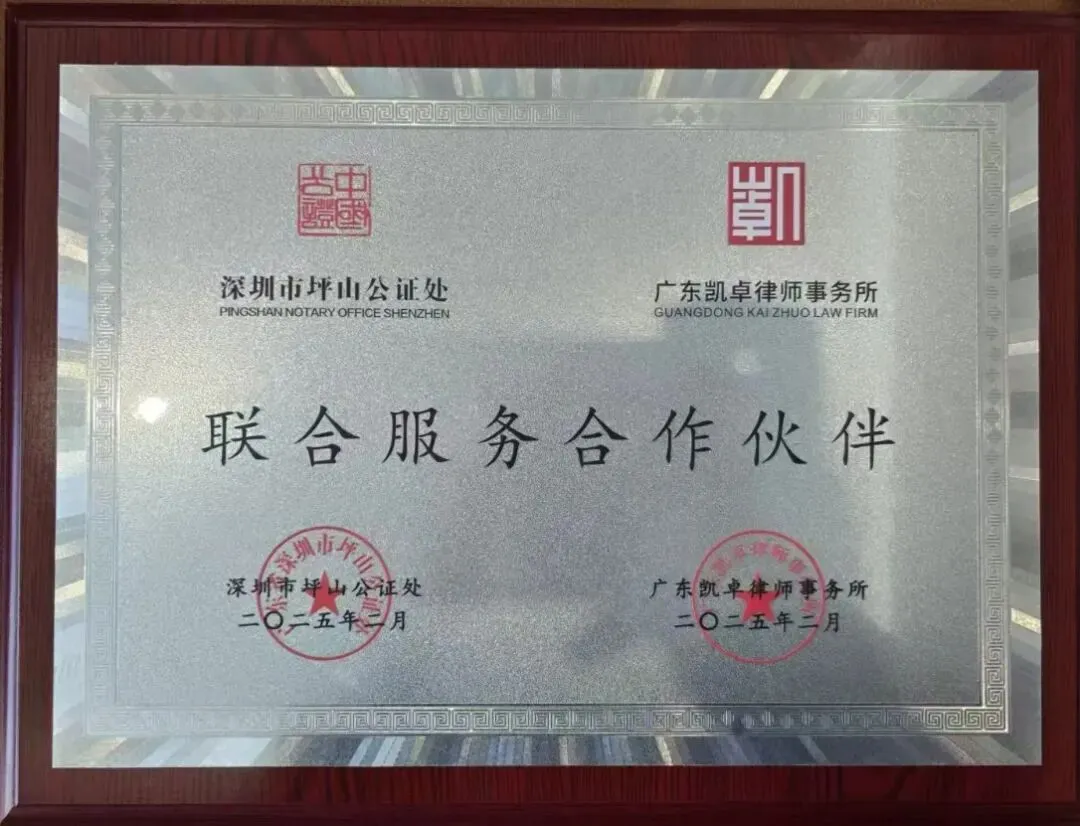 中國公證
凯卓
深圳市坪山公证处
PINGSHAN NOTARY OFFICE SHENZHEN
广东凯卓律师事务所
GUANGDONG KAI ZHUO LAW FIRM
联合服务合作伙伴
深圳市坪山公证处
二〇二五年二月
广东凯卓律师事务所
二〇二五年二月